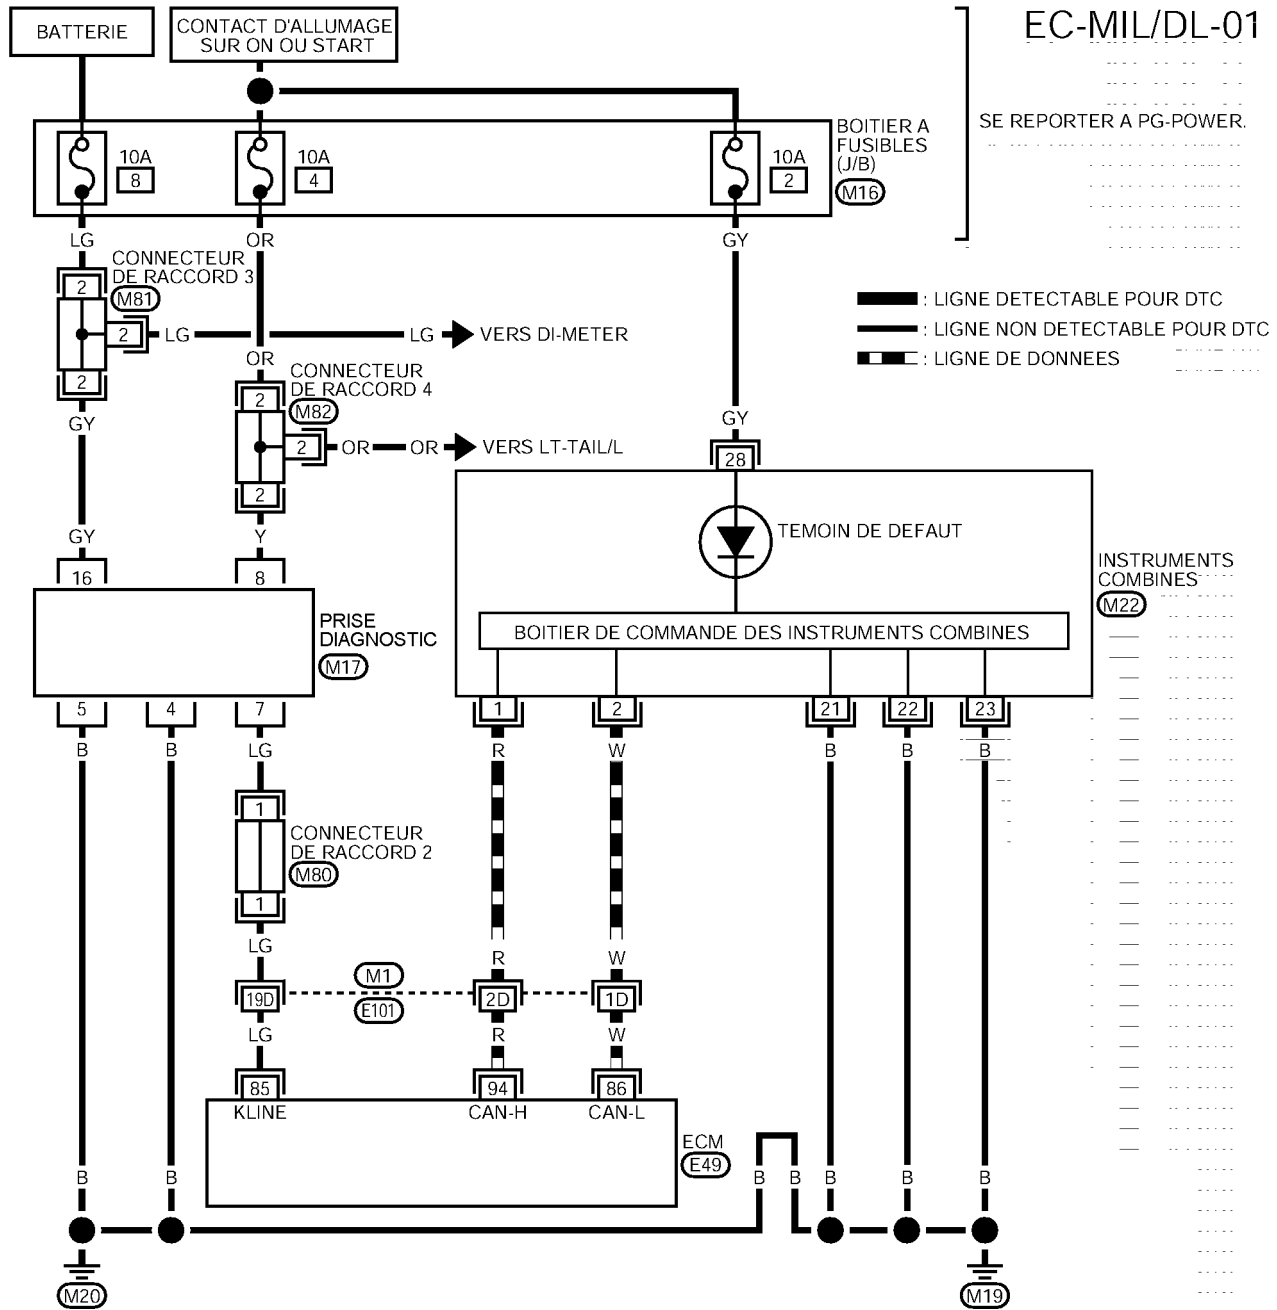 EC-MIL/DL-01
BATTERIE
CONTACT D'ALLUMAGE
SUR ON OU START
SE REPORTER A PG-POWER.
10A
8
10A
4
10A
2
BOITIER A
FUSIBLES
(J/B)
M16
LG
OR
GY
CONNECTEUR
DE RACCORD 3
M81
2
2
2
LG
LG
VERS DI-METER
: LIGNE DETECTABLE POUR DTC
: LIGNE NON DETECTABLE POUR DTC
: LIGNE DE DONNEES
OR
CONNECTEUR
DE RACCORD 4
M82
2
2
2
OR
OR
VERS LT-TAIL/L
GY
GY
28
GY
Y
TEMOIN DE DEFAUT
16
8
INSTRUMENTS
COMBINES
M22
PRISE
DIAGNOSTIC
M17
BOITIER DE COMMANDE DES INSTRUMENTS COMBINES
5
4
7
1
2
21
22
23
B
B
LG
R
W
B
B
B
1
CONNECTEUR
DE RACCORD 2
M80
1
LG
R
W
M1
19D
2D
1D
E101
LG
R
W
85
94
86
KLINE
CAN-H
CAN-L
ECM
E49
B
B
B
B
B
B
B
M20
M19